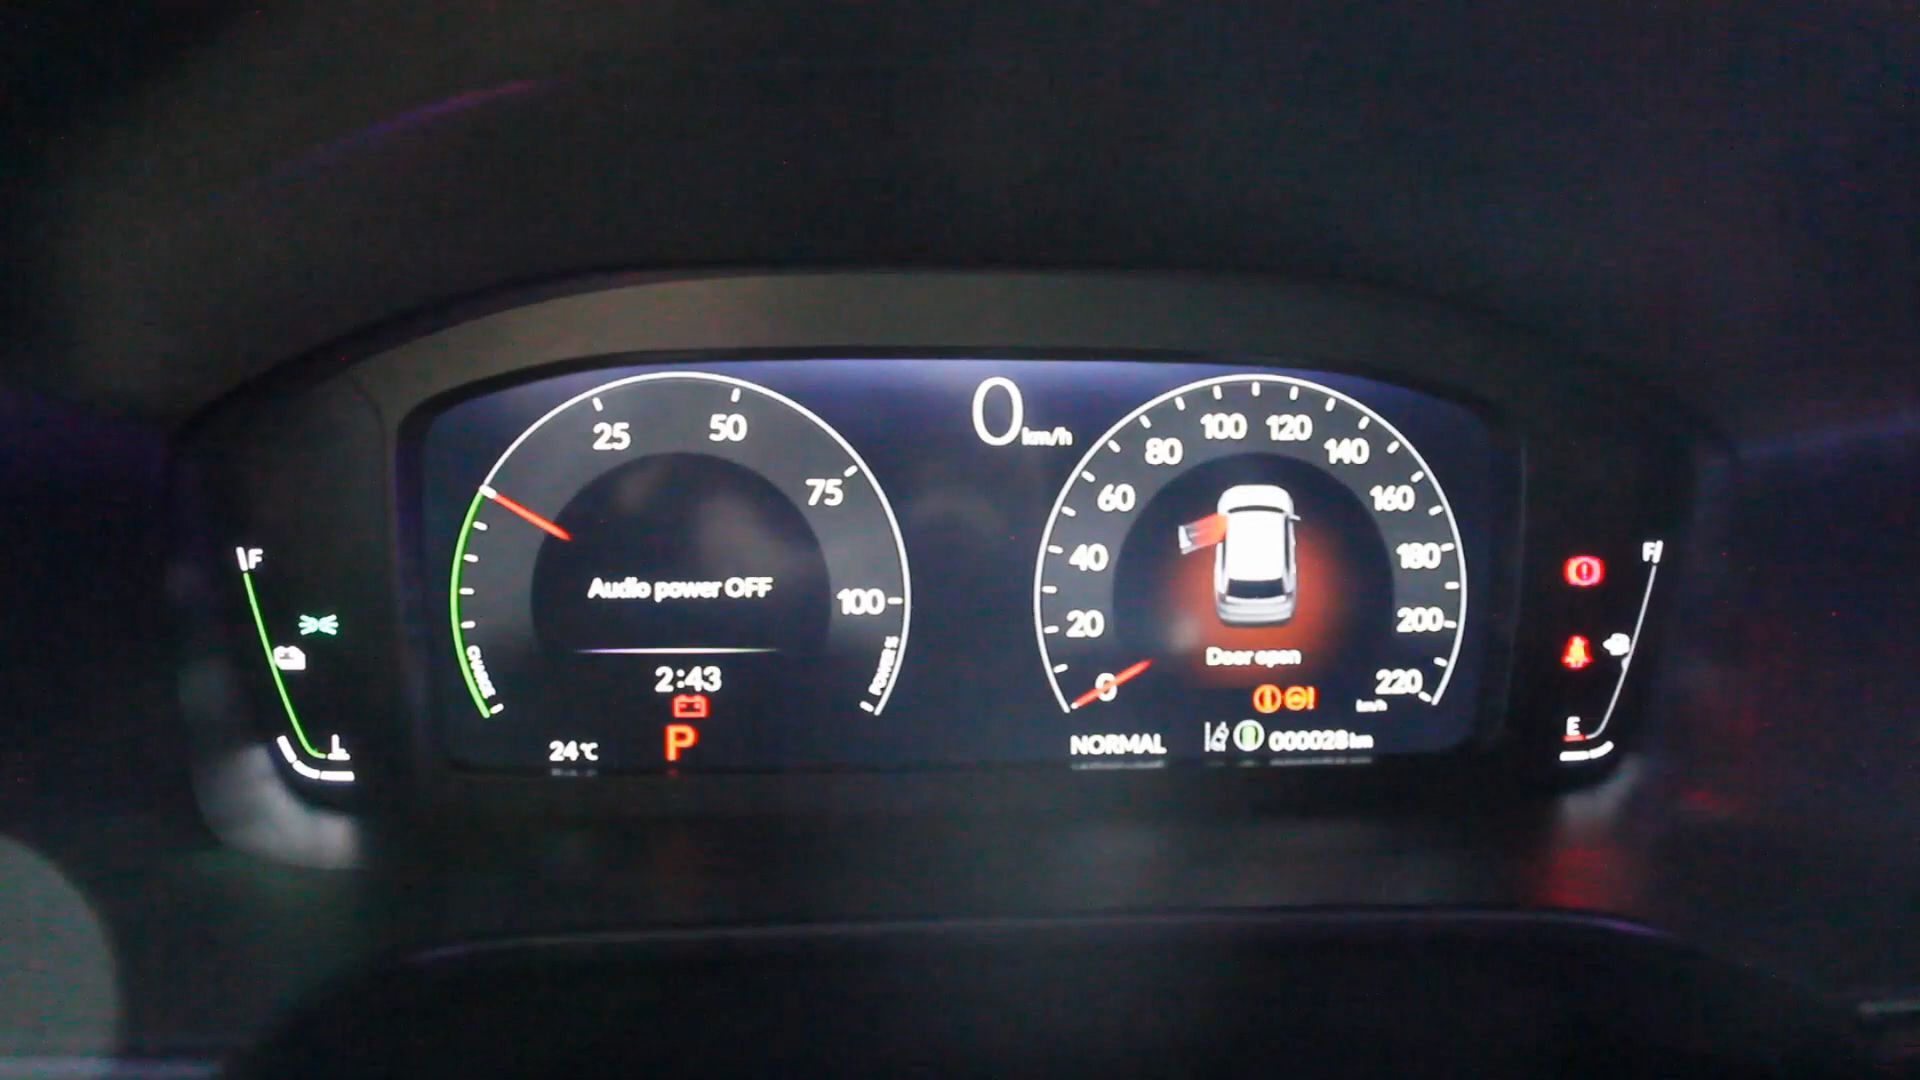 0 km/h
25
50
75
100
CHARGE
POWER %
Audio power OFF
2:43
24°C
P
F
L
0
20
40
60
80
100
120
140
160
180
200
220
km/h
Door open
NORMAL
000028 km
F
E